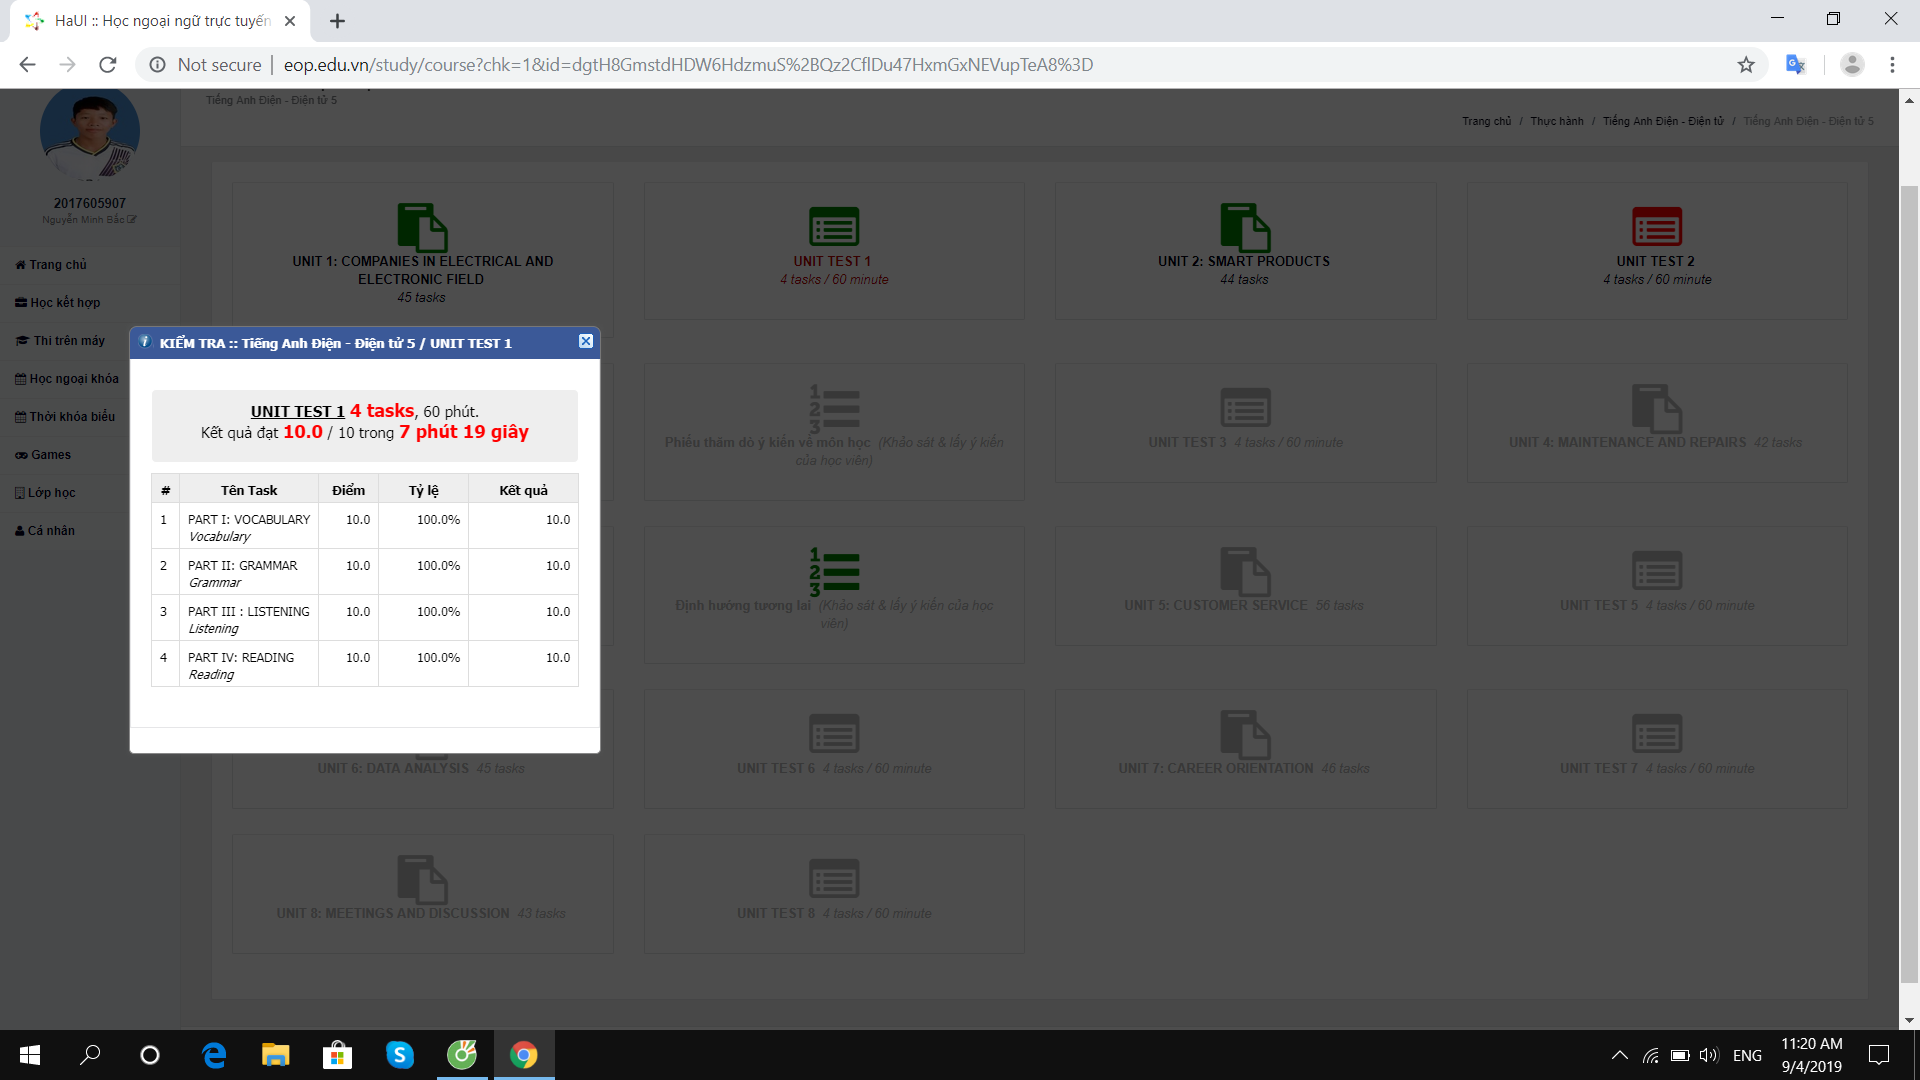 HaUI :: Học ngoại ngữ trực tuyến
Not secure | eop.edu.vn/study/course?chk=1&id=dgtH8GmstdHDW6HdzmuS%2BQz2CflDu47HxmGxNEVupTeA8%3D
Tiếng Anh Điện - Điện tử 5
Trang chủ / Thực hành / Tiếng Anh Điện - Điện tử / Tiếng Anh Điện - Điện tử 5
2017605907
Nguyễn Minh Bắc
Trang chủ
Học kết hợp
Thi trên máy
Học ngoại khóa
Thời khóa biểu
Games
Lớp học
Cá nhân
UNIT 1: COMPANIES IN ELECTRICAL AND
ELECTRONIC FIELD
45 tasks
UNIT TEST 1
4 tasks / 60 minute
UNIT 2: SMART PRODUCTS
44 tasks
UNIT TEST 2
4 tasks / 60 minute
KIỂM TRA :: Tiếng Anh Điện - Điện tử 5 / UNIT TEST 1
UNIT TEST 1 4 tasks, 60 phút.
Kết quả đạt 10.0 / 10 trong 7 phút 19 giây
# Tên Task Điểm Tỷ lệ Kết quả
1 PART I: VOCABULARY 10.0 100.0% 10.0
Vocabulary
2 PART II: GRAMMAR 10.0 100.0% 10.0
Grammar
3 PART III : LISTENING 10.0 100.0% 10.0
Listening
4 PART IV: READING 10.0 100.0% 10.0
Reading
Phiếu thăm dò ý kiến về môn học (Khảo sát & lấy ý kiến
của học viên)
UNIT TEST 3 4 tasks / 60 minute
UNIT 4: MAINTENANCE AND REPAIRS 42 tasks
Định hướng tương lai (Khảo sát & lấy ý kiến của học
viên)
UNIT 5: CUSTOMER SERVICE 56 tasks
UNIT TEST 5 4 tasks / 60 minute
UNIT 6: DATA ANALYSIS 45 tasks
UNIT TEST 6 4 tasks / 60 minute
UNIT 7: CAREER ORIENTATION 46 tasks
UNIT TEST 7 4 tasks / 60 minute
UNIT 8: MEETINGS AND DISCUSSION 43 tasks
UNIT TEST 8 4 tasks / 60 minute
ENG
11:20 AM
9/4/2019